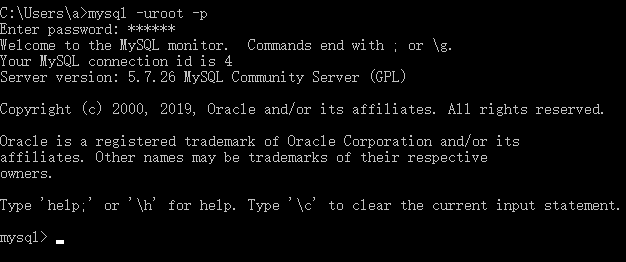 C:\Users\a>mysql -uroot -p
Enter password: ******
Welcome to the MySQL monitor.  Commands end with ; or \g.
Your MySQL connection id is 4
Server version: 5.7.26 MySQL Community Server (GPL)
Copyright (c) 2000, 2019, Oracle and/or its affiliates. All rights reserved.
Oracle is a registered trademark of Oracle Corporation and/or its
affiliates. Other names may be trademarks of their respective
owners.
Type 'help;' or '\h' for help. Type '\c' to clear the current input statement.
mysql>